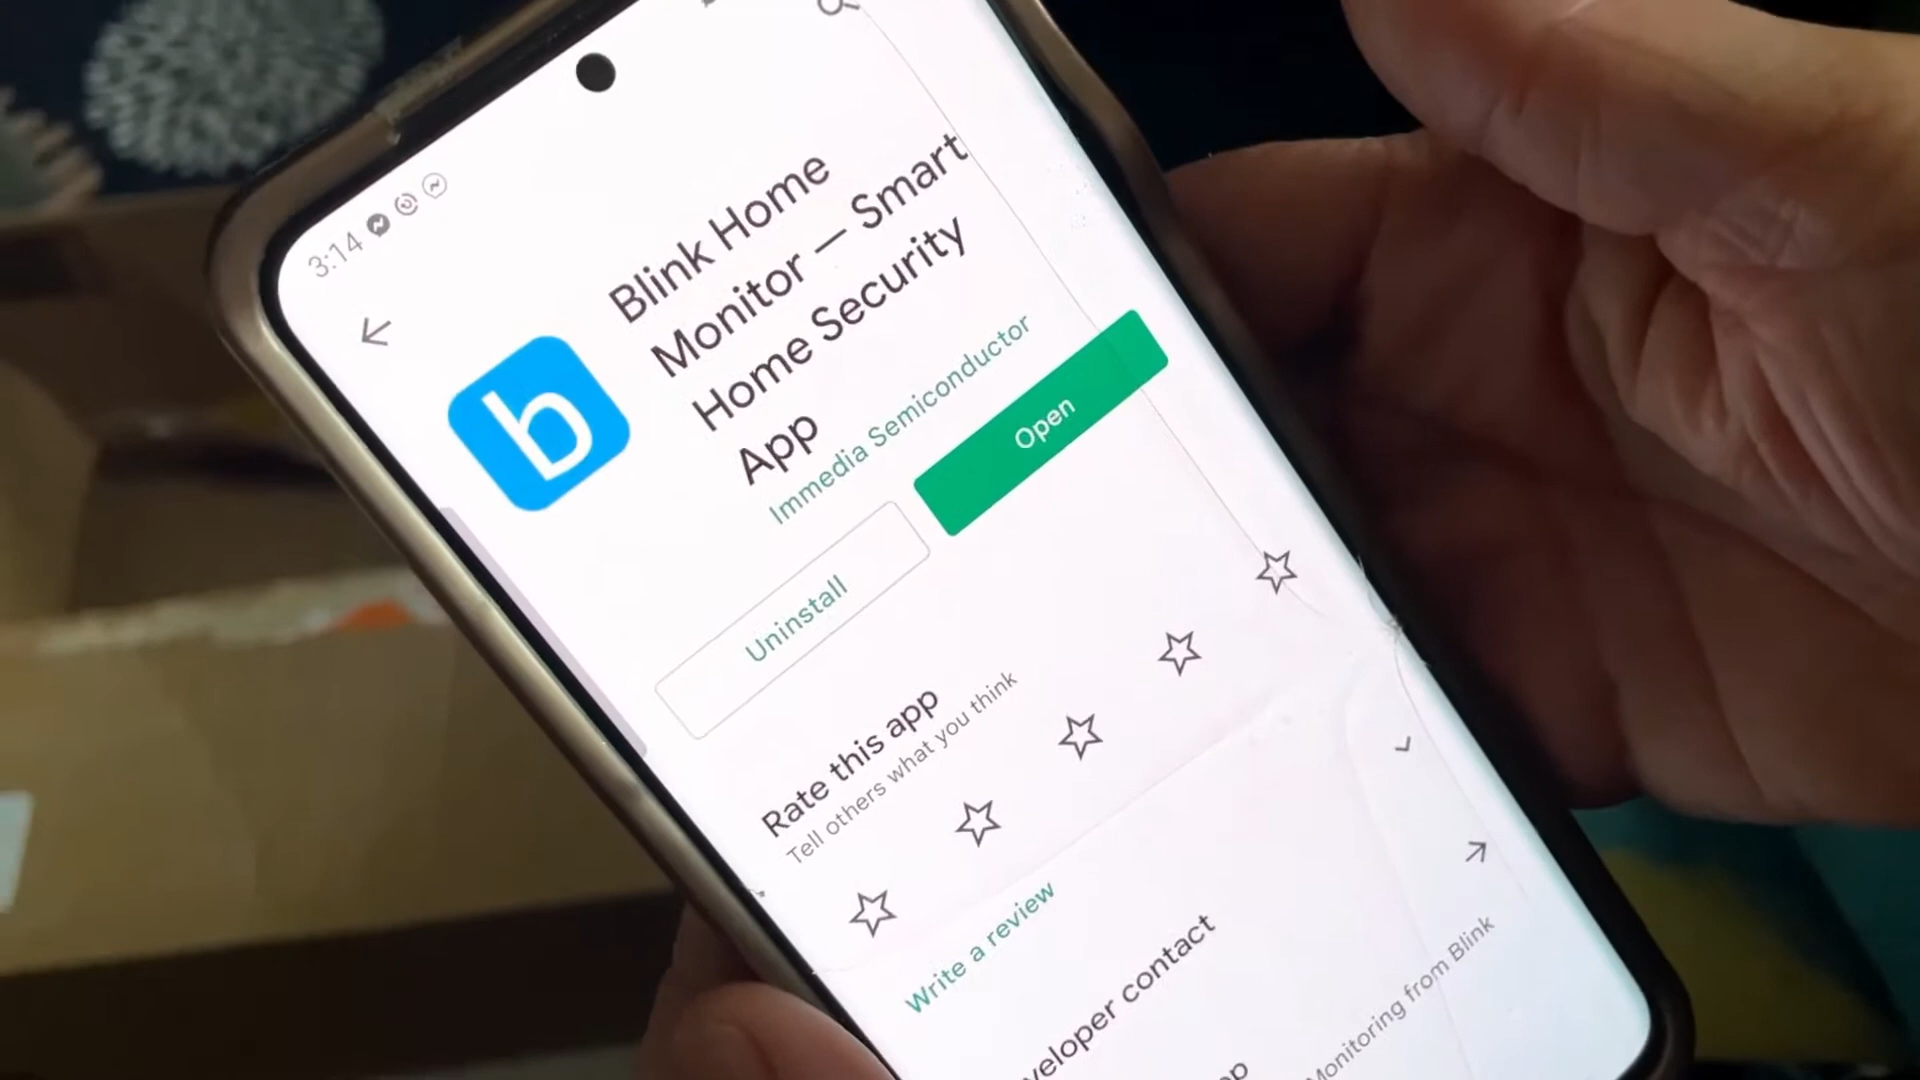 3:14
b
Blink Home
Monitor — Smart
Home Security
App
Immedia Semiconductor
Uninstall
Open
Rate this app
Tell others what you think
Write a review
veloper contact
Monitoring from Blink